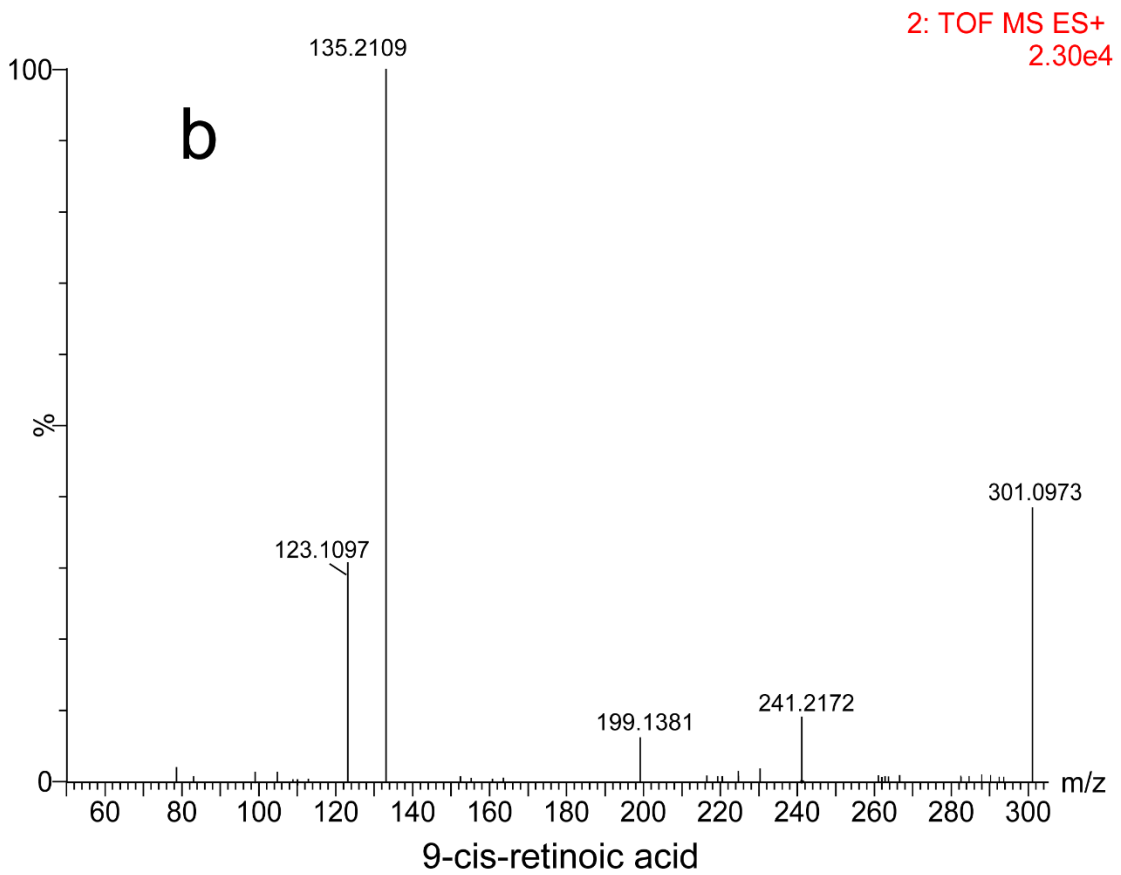 2: TOF MS ES+
2.30e4
135.2109
100
b
%
301.0973
123.1097
241.2172
199.1381
0
m/z
60 80 100 120 140 160 180 200 220 240 260 280 300
9-cis-retinoic acid